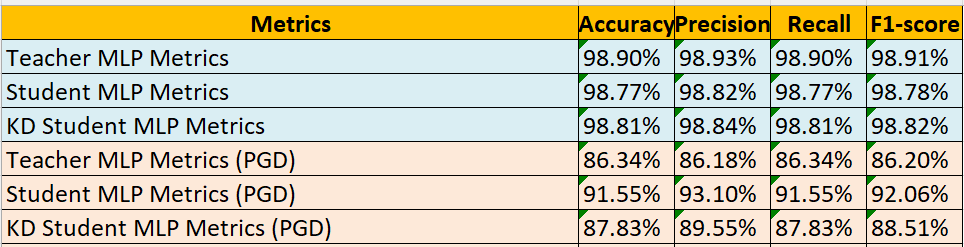 Metrics Accuracy Precision Recall F1-score
Teacher MLP Metrics 98.90% 98.93% 98.90% 98.91%
Student MLP Metrics 98.77% 98.82% 98.77% 98.78%
KD Student MLP Metrics 98.81% 98.84% 98.81% 98.82%
Teacher MLP Metrics (PGD) 86.34% 86.18% 86.34% 86.20%
Student MLP Metrics (PGD) 91.55% 93.10% 91.55% 92.06%
KD Student MLP Metrics (PGD) 87.83% 89.55% 87.83% 88.51%